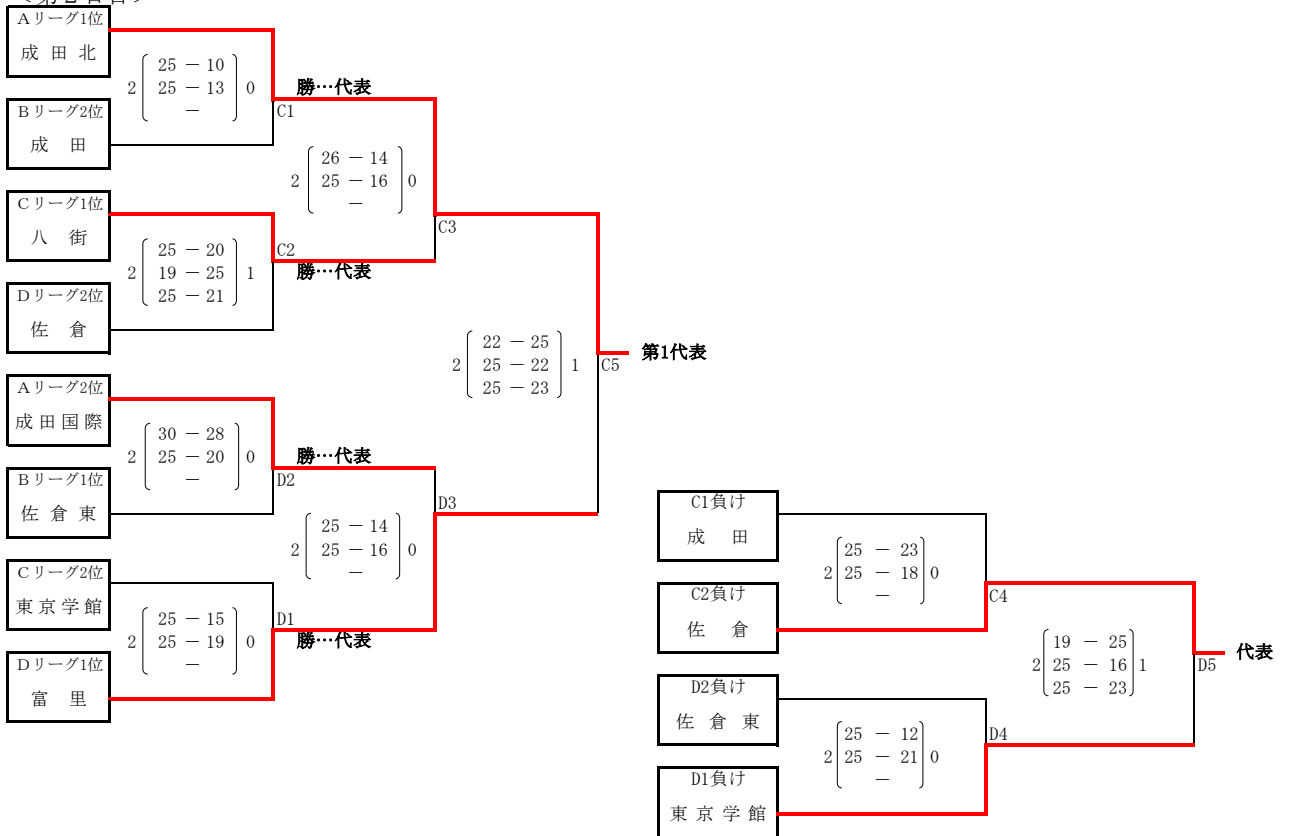 Aリーグ1位
成 田 北
25 － 10
2 25 － 13 0
－
勝…代表
C1
Bリーグ2位
成 田
26 － 14
2 25 － 16 0
－
Cリーグ1位
八 街
C3
25 － 20
2 19 － 25 1
25 － 21
C2
勝…代表
Dリーグ2位
佐 倉
22 － 25
2 25 － 22 1
25 － 23
C5
第1代表
Aリーグ2位
成田国際
30 － 28
2 25 － 20 0
－
勝…代表
D2
Bリーグ1位
佐 倉 東
D3
25 － 14
2 25 － 16 0
－
Cリーグ2位
東京学館
25 － 15
2 25 － 19 0
－
D1
勝…代表
Dリーグ1位
富 里
C1負け
成 田
25 － 23
2 25 － 18 0
－
C2負け
佐 倉
C4
19 － 25
2 25 － 16 1
25 － 23
D5
代表
D2負け
佐 倉 東
25 － 12
2 25 － 21 0
－
D4
D1負け
東 京 学 館